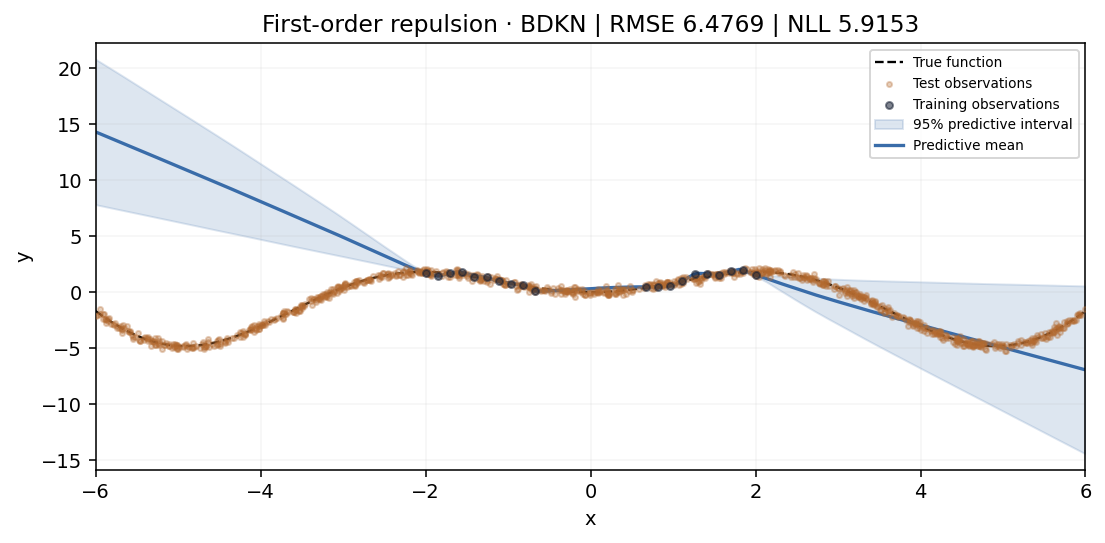 First-order repulsion · BDKN | RMSE 6.4769 | NLL 5.9153
True function
Test observations
Training observations
95% predictive interval
Predictive mean
20
15
10
5
0
−5
−10
−15
y
−6 −4 −2 0 2 4 6
x